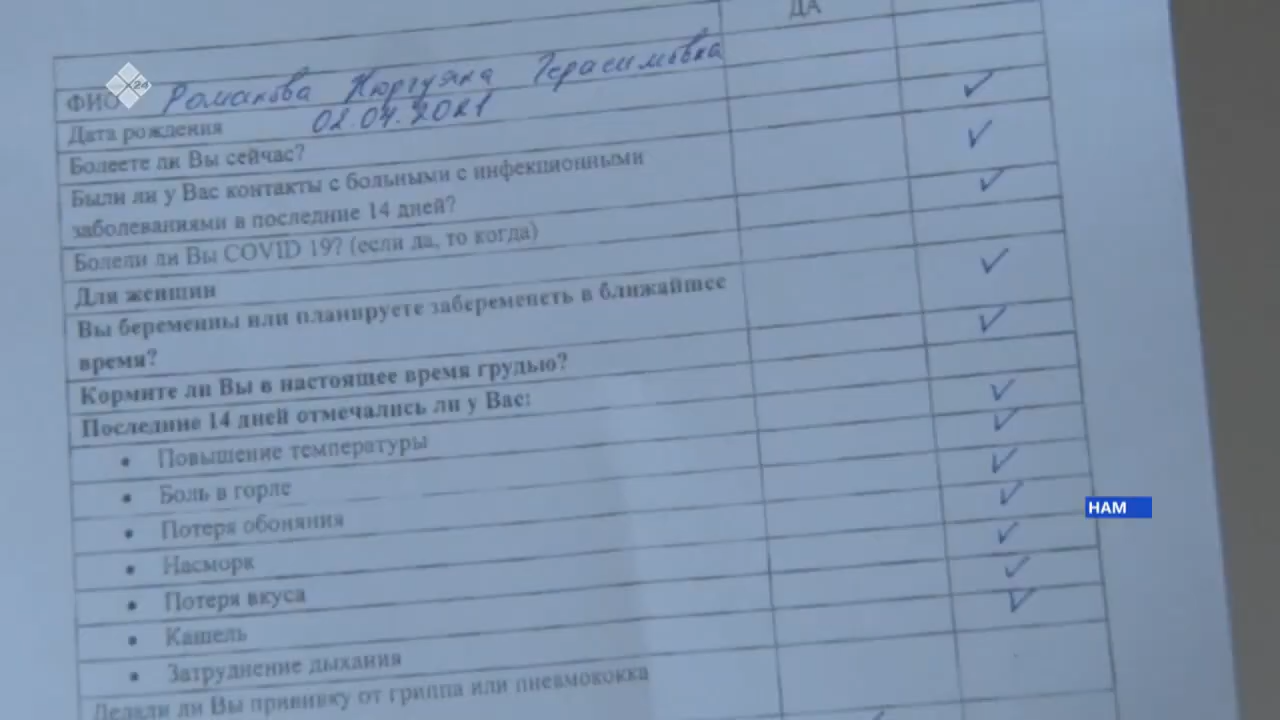 ДА
24
ФИО Романова Нюргуяна Герасимовна
Дата рождения 02.04.2021
Болеете ли Вы сейчас?
Были ли у Вас контакты с больными с инфекционными
заболеваниями в последние 14 дней?
Болели ли Вы COVID 19? (если да, то когда)
Для женщин
Вы беременны или планируете забеременеть в ближайшее
время?
Кормите ли Вы в настоящее время грудью?
Последние 14 дней отмечались ли у Вас:
• Повышение температуры
• Боль в горле
• Потеря обоняния
• Насморк
• Потеря вкуса
• Кашель
• Затруднение дыхания
Делали ли Вы прививку от гриппа или пневмококка
НАМ